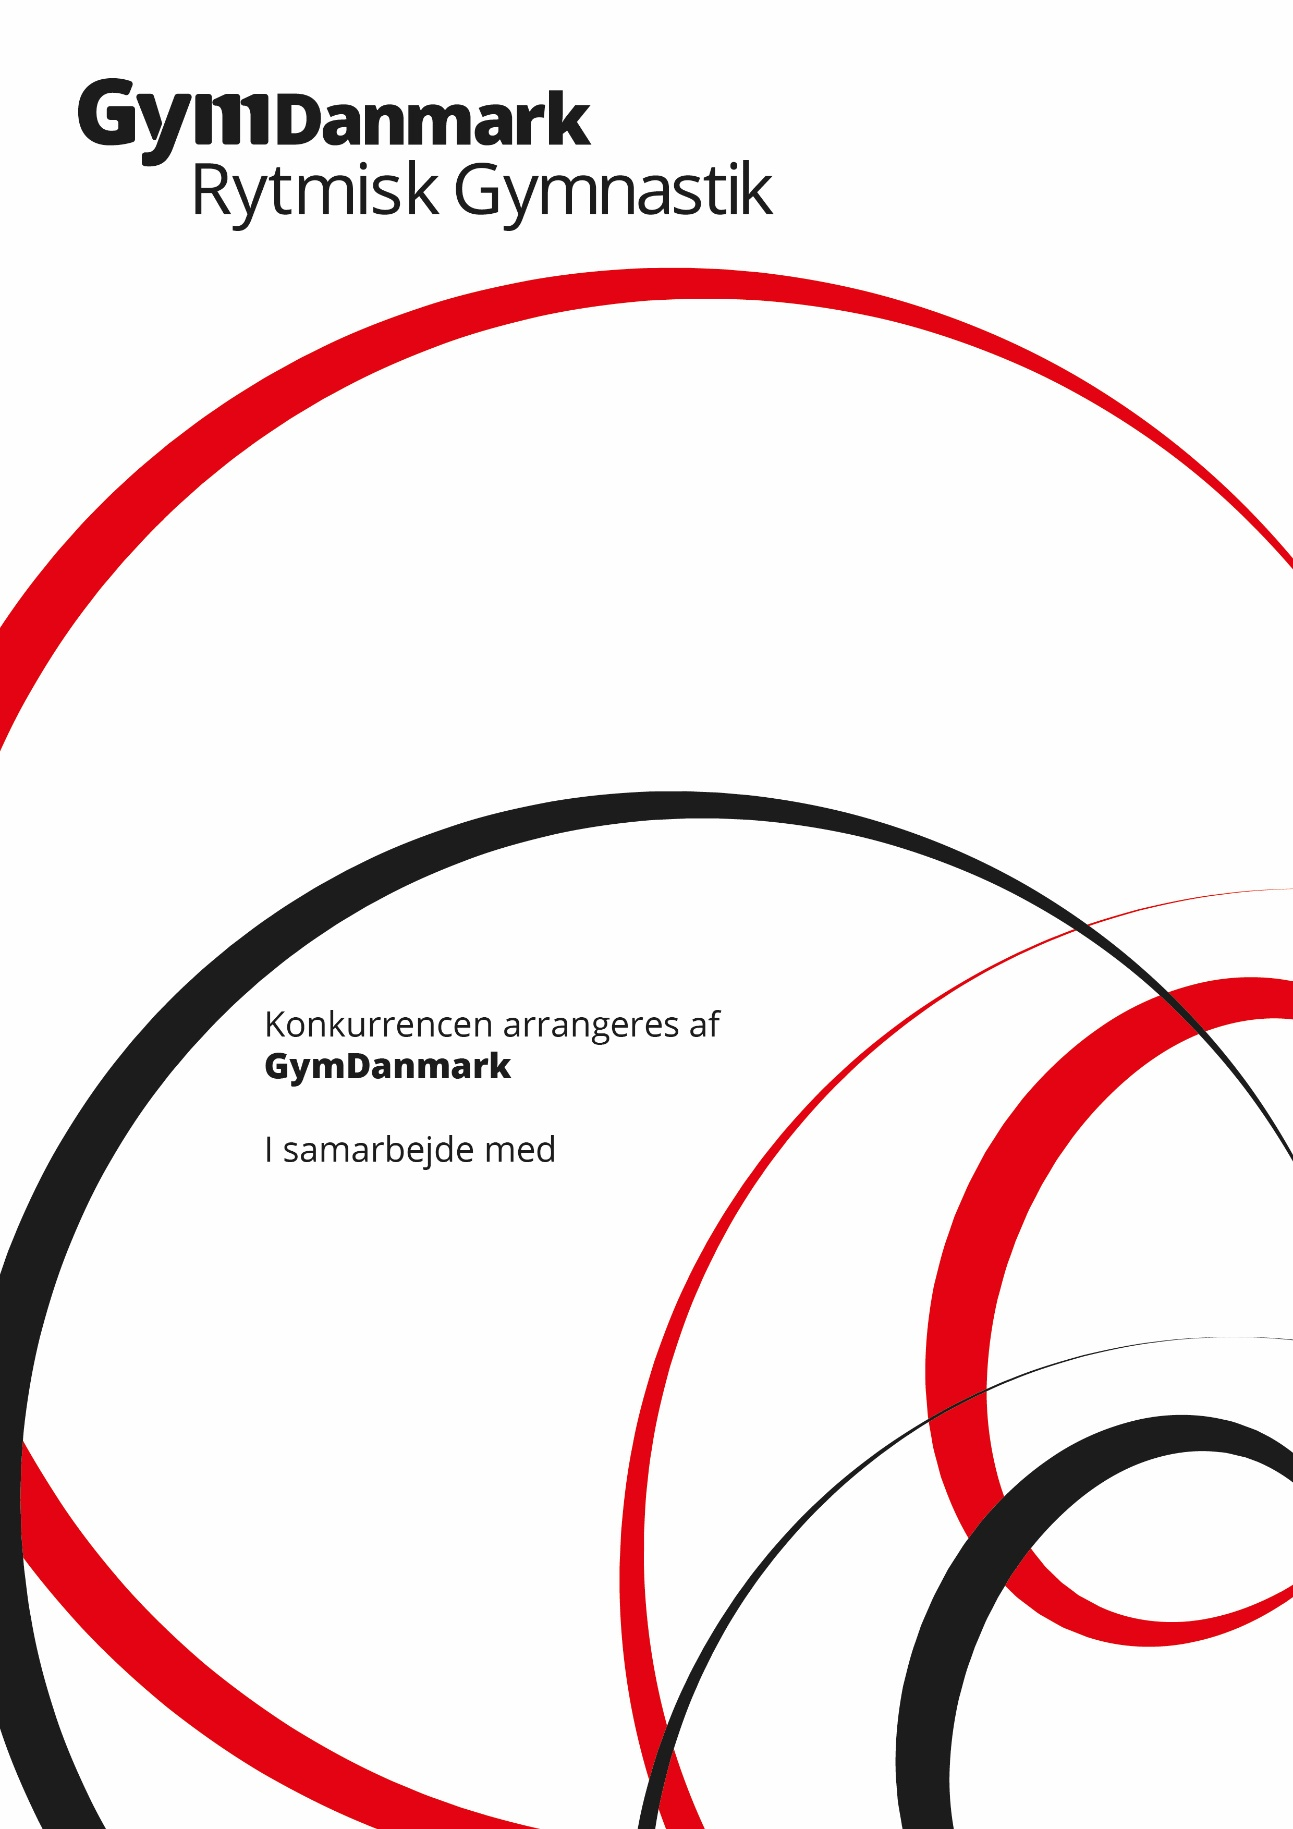 GymDanmark
Rytmisk Gymnastik
Konkurrencen arrangeres af
GymDanmark
I samarbejde med